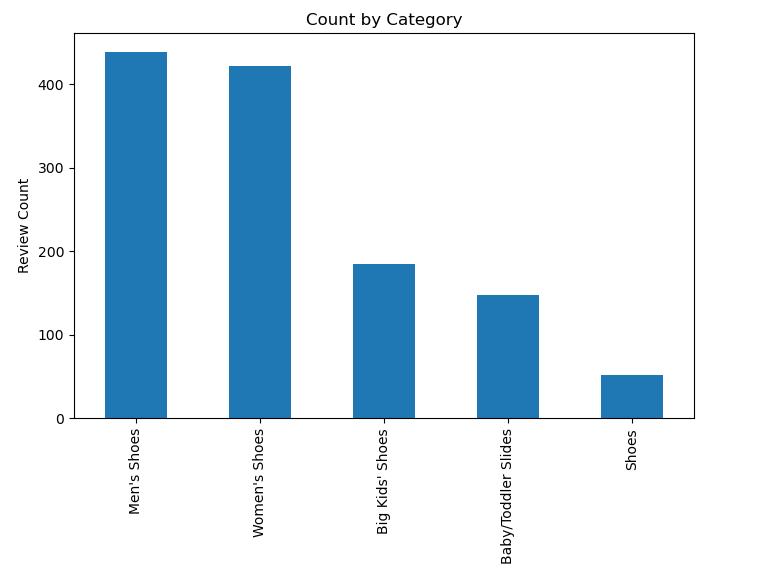 Count by Category
Review Count
400
300
200
100
0
Men's Shoes
Women's Shoes
Big Kids' Shoes
Baby/Toddler Slides
Shoes